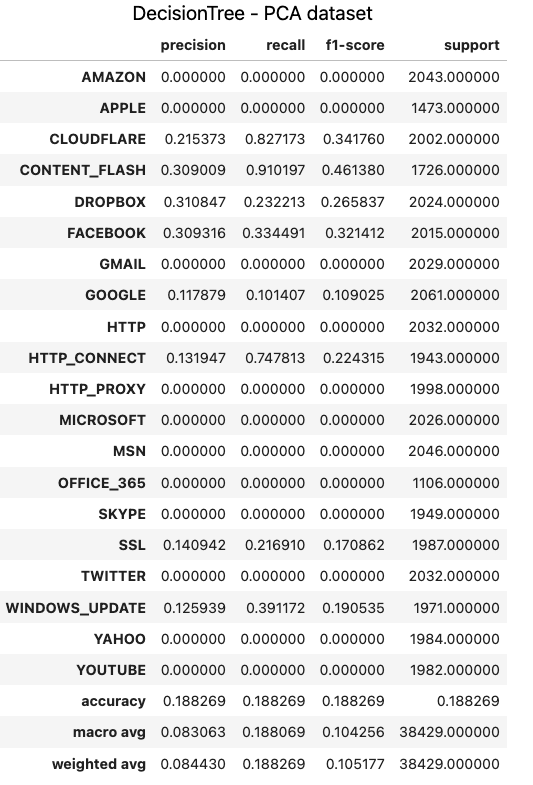 DecisionTree - PCA dataset
precision recall f1-score support
AMAZON 0.000000 0.000000 0.000000 2043.000000
APPLE 0.000000 0.000000 0.000000 1473.000000
CLOUDFLARE 0.215373 0.827173 0.341760 2002.000000
CONTENT_FLASH 0.309009 0.910197 0.461380 1726.000000
DROPBOX 0.310847 0.232213 0.265837 2024.000000
FACEBOOK 0.309316 0.334491 0.321412 2015.000000
GMAIL 0.000000 0.000000 0.000000 2029.000000
GOOGLE 0.117879 0.101407 0.109025 2061.000000
HTTP 0.000000 0.000000 0.000000 2032.000000
HTTP_CONNECT 0.131947 0.747813 0.224315 1943.000000
HTTP_PROXY 0.000000 0.000000 0.000000 1998.000000
MICROSOFT 0.000000 0.000000 0.000000 2026.000000
MSN 0.000000 0.000000 0.000000 2046.000000
OFFICE_365 0.000000 0.000000 0.000000 1106.000000
SKYPE 0.000000 0.000000 0.000000 1949.000000
SSL 0.140942 0.216910 0.170862 1987.000000
TWITTER 0.000000 0.000000 0.000000 2032.000000
WINDOWS_UPDATE 0.125939 0.391172 0.190535 1971.000000
YAHOO 0.000000 0.000000 0.000000 1984.000000
YOUTUBE 0.000000 0.000000 0.000000 1982.000000
accuracy 0.188269 0.188269 0.188269 0.188269
macro avg 0.083063 0.188069 0.104256 38429.000000
weighted avg 0.084430 0.188269 0.105177 38429.000000